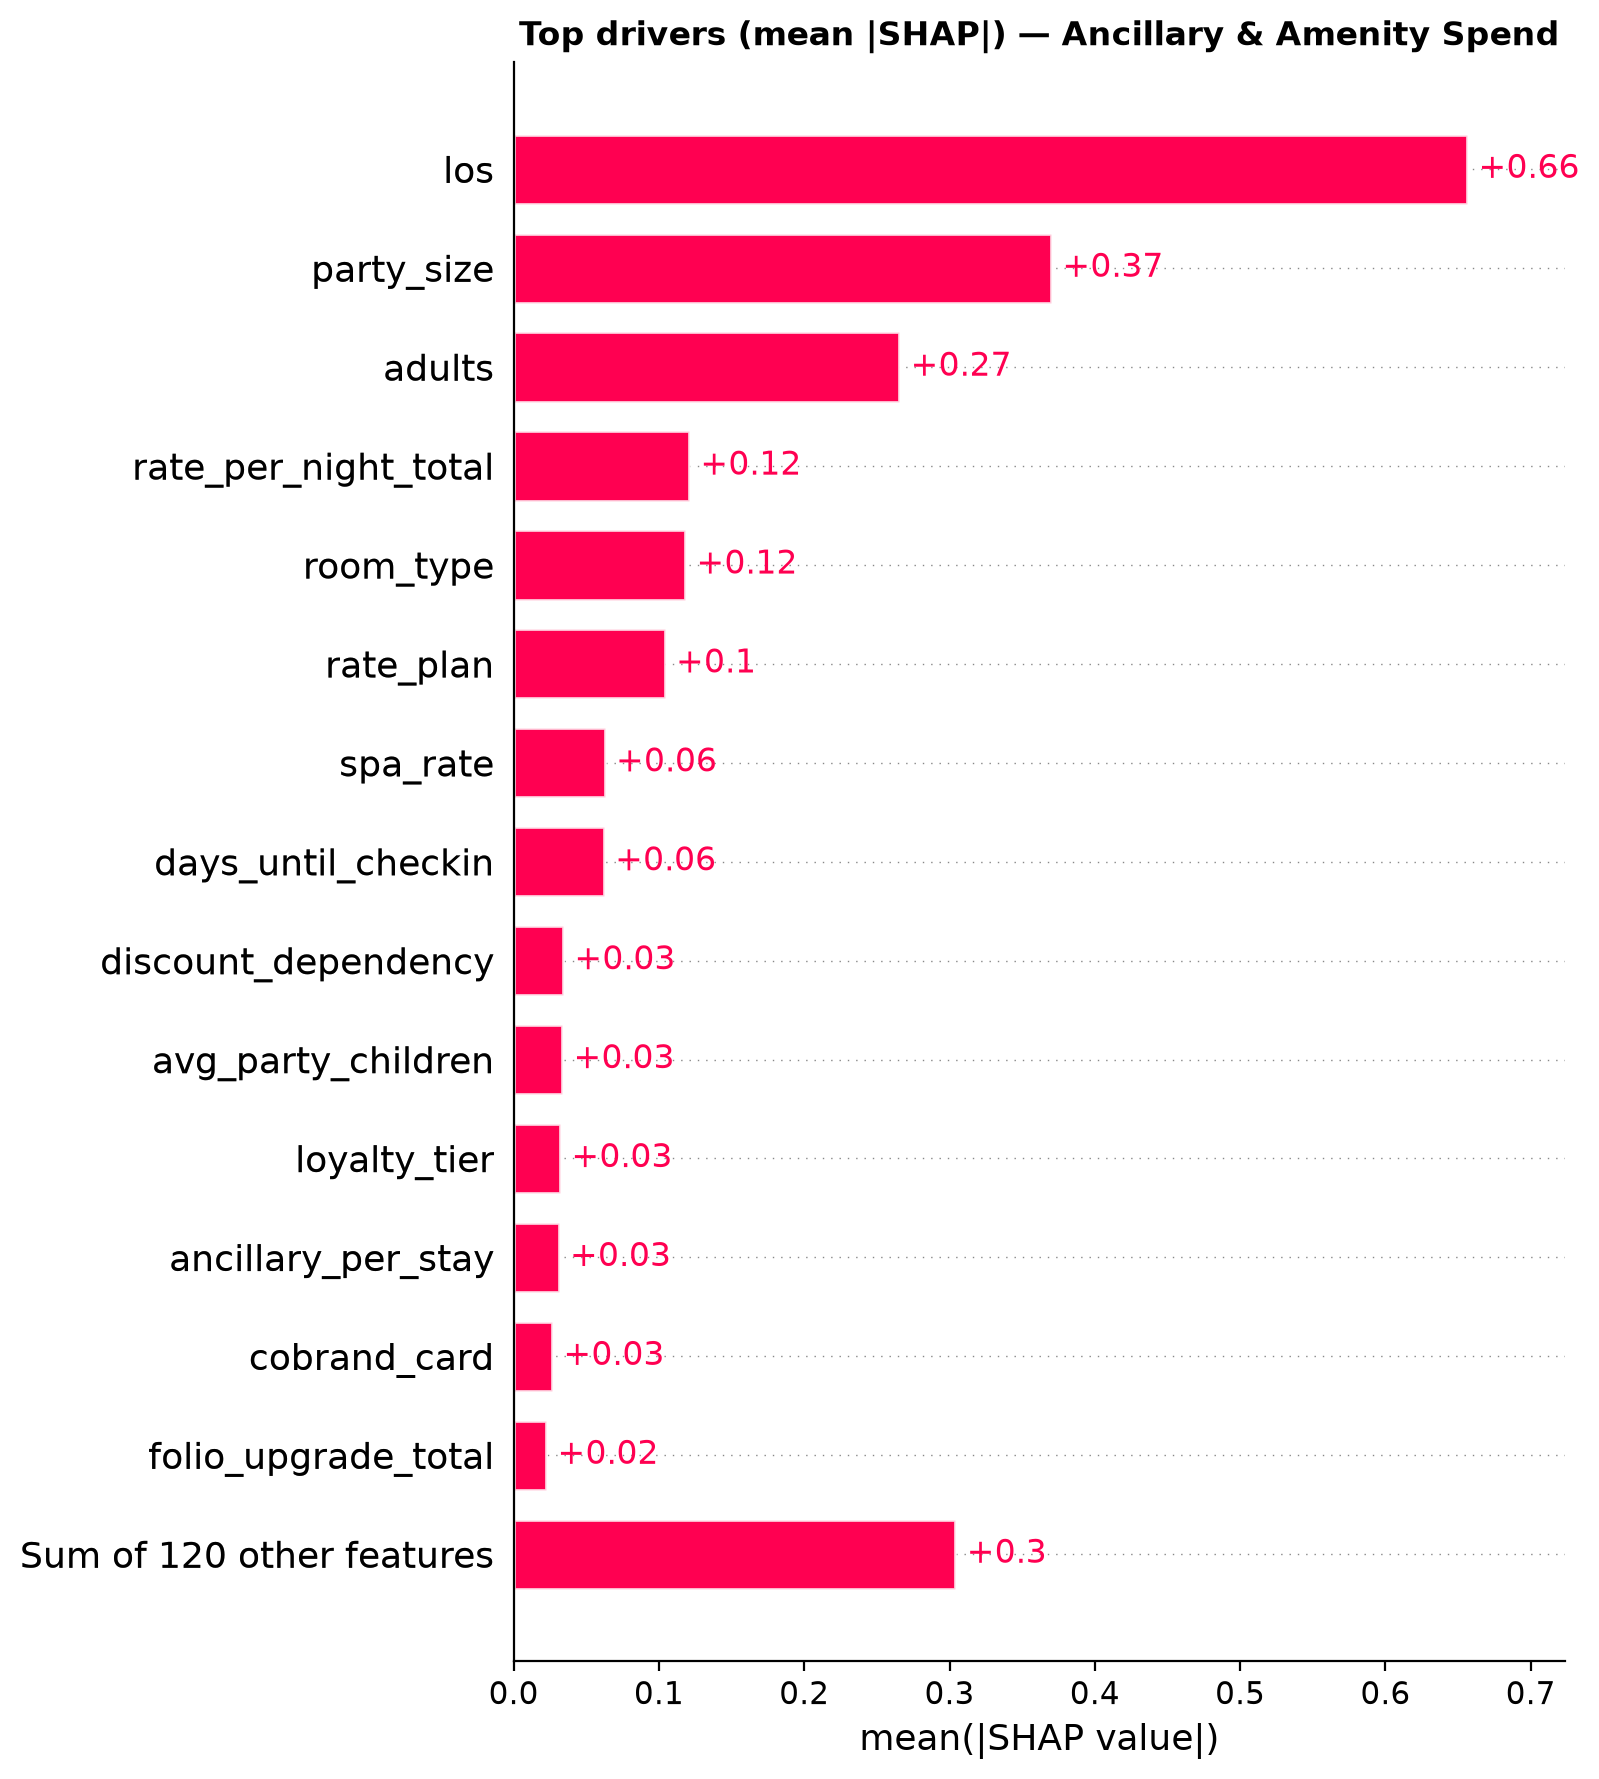 Top drivers (mean |SHAP|) — Ancillary & Amenity Spend
los +0.66
party_size +0.37
adults +0.27
rate_per_night_total +0.12
room_type +0.12
rate_plan +0.1
spa_rate +0.06
days_until_checkin +0.06
discount_dependency +0.03
avg_party_children +0.03
loyalty_tier +0.03
ancillary_per_stay +0.03
cobrand_card +0.03
folio_upgrade_total +0.02
Sum of 120 other features +0.3
0.0 0.1 0.2 0.3 0.4 0.5 0.6 0.7
mean(|SHAP value|)